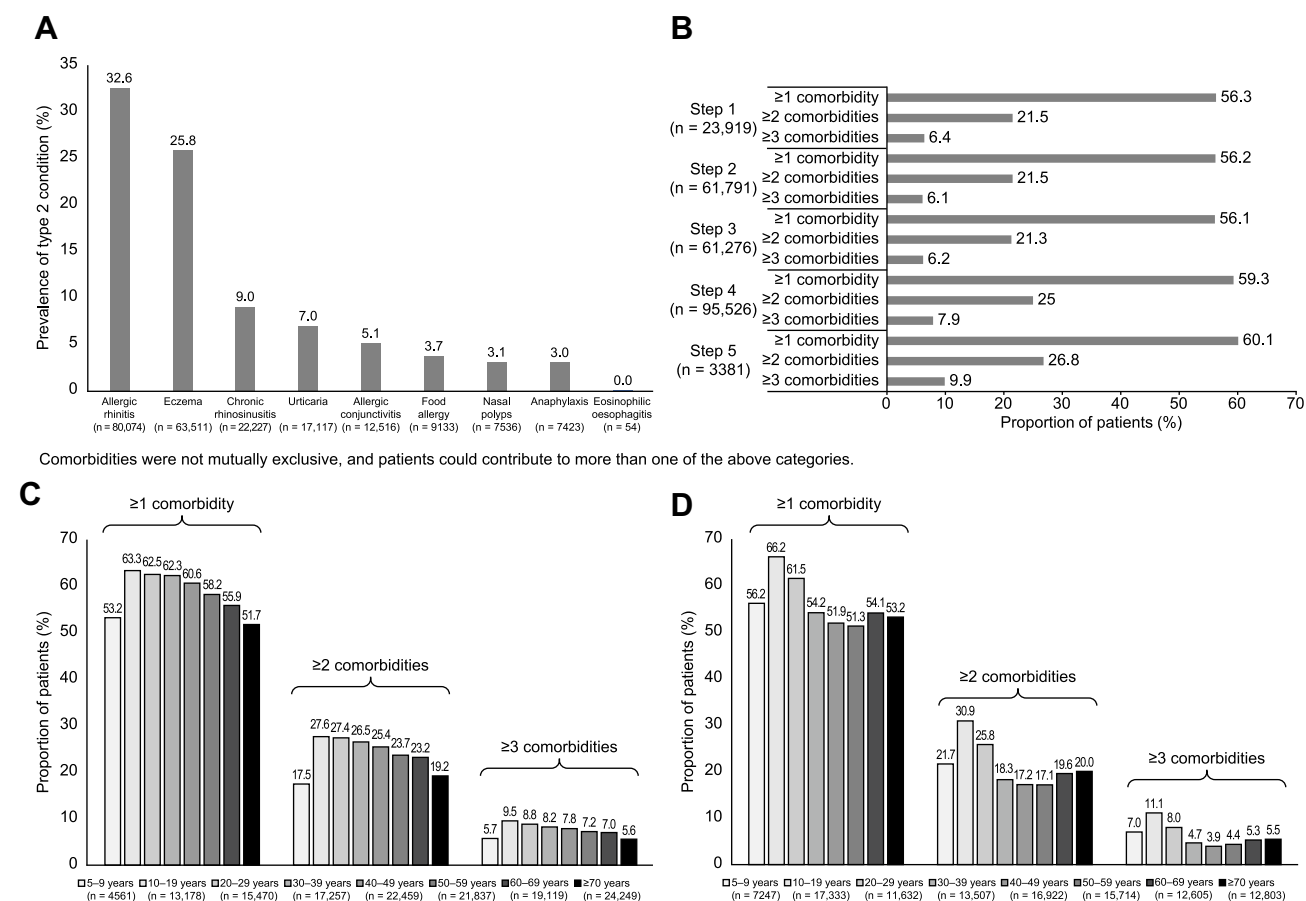 A
35
30
25
20
15
10
5
0
Prevalence of type 2 condition (%)
32.6
25.8
9.0
7.0
5.1
3.7
3.1
3.0
0.0
Allergic rhinitis (n = 80,074)
Eczema (n = 63,511)
Chronic rhinosinusitis (n = 22,227)
Urticaria (n = 17,117)
Allergic conjunctivitis (n = 12,516)
Food allergy (n = 9133)
Nasal polyps (n = 7536)
Anaphylaxis (n = 7423)
Eosinophilic oesophagitis (n = 54)
B
Step 1
(n = 23,919)
≥1 comorbidity 56.3
≥2 comorbidities 21.5
≥3 comorbidities 6.4
Step 2
(n = 61,791)
≥1 comorbidity 56.2
≥2 comorbidities 21.5
≥3 comorbidities 6.1
Step 3
(n = 61,276)
≥1 comorbidity 56.1
≥2 comorbidities 21.3
≥3 comorbidities 6.2
Step 4
(n = 95,526)
≥1 comorbidity 59.3
≥2 comorbidities 25
≥3 comorbidities 7.9
Step 5
(n = 3381)
≥1 comorbidity 60.1
≥2 comorbidities 26.8
≥3 comorbidities 9.9
0 10 20 30 40 50 60 70
Proportion of patients (%)
Comorbidities were not mutually exclusive, and patients could contribute to more than one of the above categories.
C
70
60
50
40
30
20
10
0
Proportion of patients (%)
≥1 comorbidity
53.2 63.3 62.5 62.3 60.6 58.2 55.9 51.7
≥2 comorbidities
17.5 27.6 27.4 26.5 25.4 23.7 23.2 19.2
≥3 comorbidities
5.7 9.5 8.8 8.2 7.8 7.2 7.0 5.6
5–9 years 10–19 years 20–29 years 30–39 years 40–49 years 50–59 years 60–69 years ≥70 years
(n = 4561) (n = 13,178) (n = 15,470) (n = 17,257) (n = 22,459) (n = 21,837) (n = 19,119) (n = 24,249)
D
70
60
50
40
30
20
10
0
Proportion of patients (%)
≥1 comorbidity
56.2 66.2 61.5 54.2 51.9 51.3 54.1 53.2
≥2 comorbidities
21.7 30.9 25.8 18.3 17.2 17.1 19.6 20.0
≥3 comorbidities
7.0 11.1 8.0 4.7 3.9 4.4 5.3 5.5
5–9 years 10–19 years 20–29 years 30–39 years 40–49 years 50–59 years 60–69 years ≥70 years
(n = 7247) (n = 17,333) (n = 11,632) (n = 13,507) (n = 16,922) (n = 15,714) (n = 12,605) (n = 12,803)